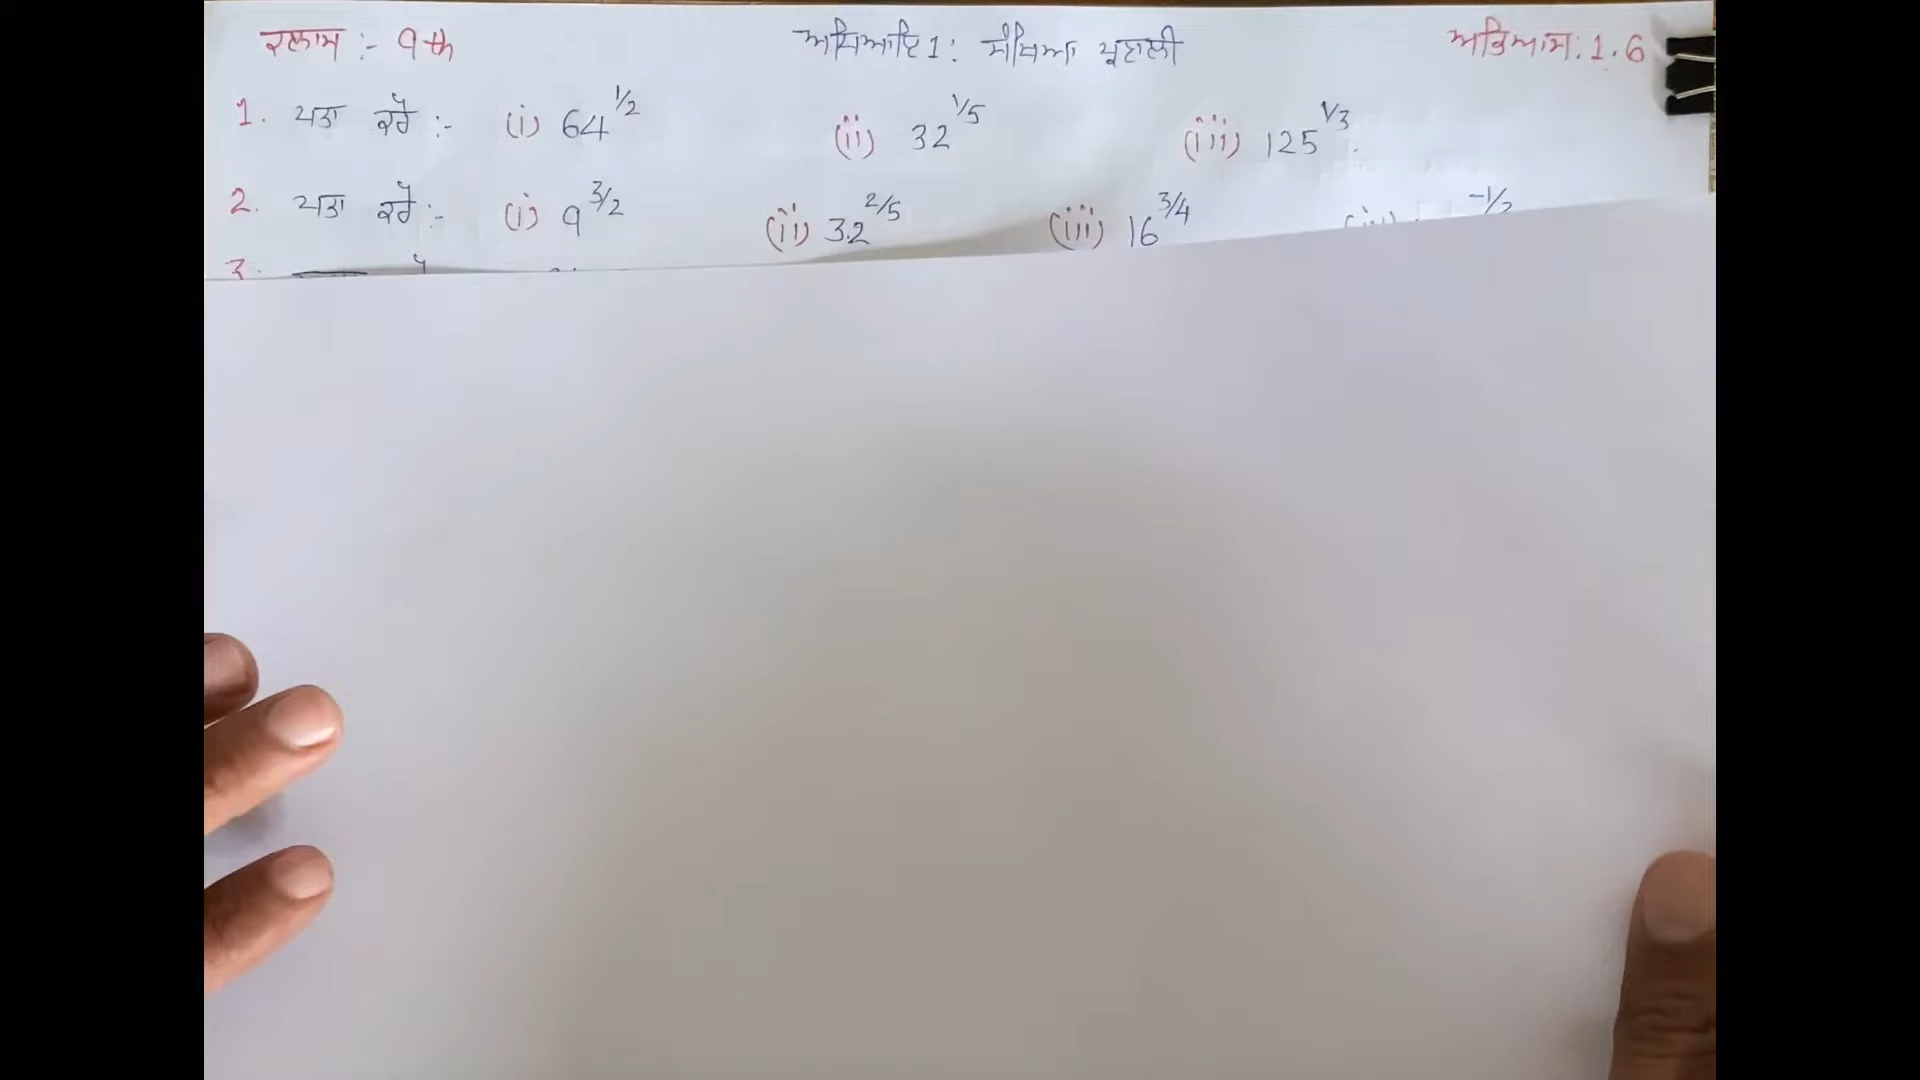 ਕਲਾਸ :- 9th ਅਧਿਆਇ 1: ਸੰਖਿਆ ਪ੍ਰਣਾਲੀ ਅਭਿਆਸ: 1.6
1. ਪਤਾ ਕਰੋ :- (i) 64^1/2 (ii) 32^1/5 (iii) 125^1/3.
2. ਪਤਾ ਕਰੋ :- (i) 9^3/2 (ii) 32^2/5 (iii) 16^3/4
3.